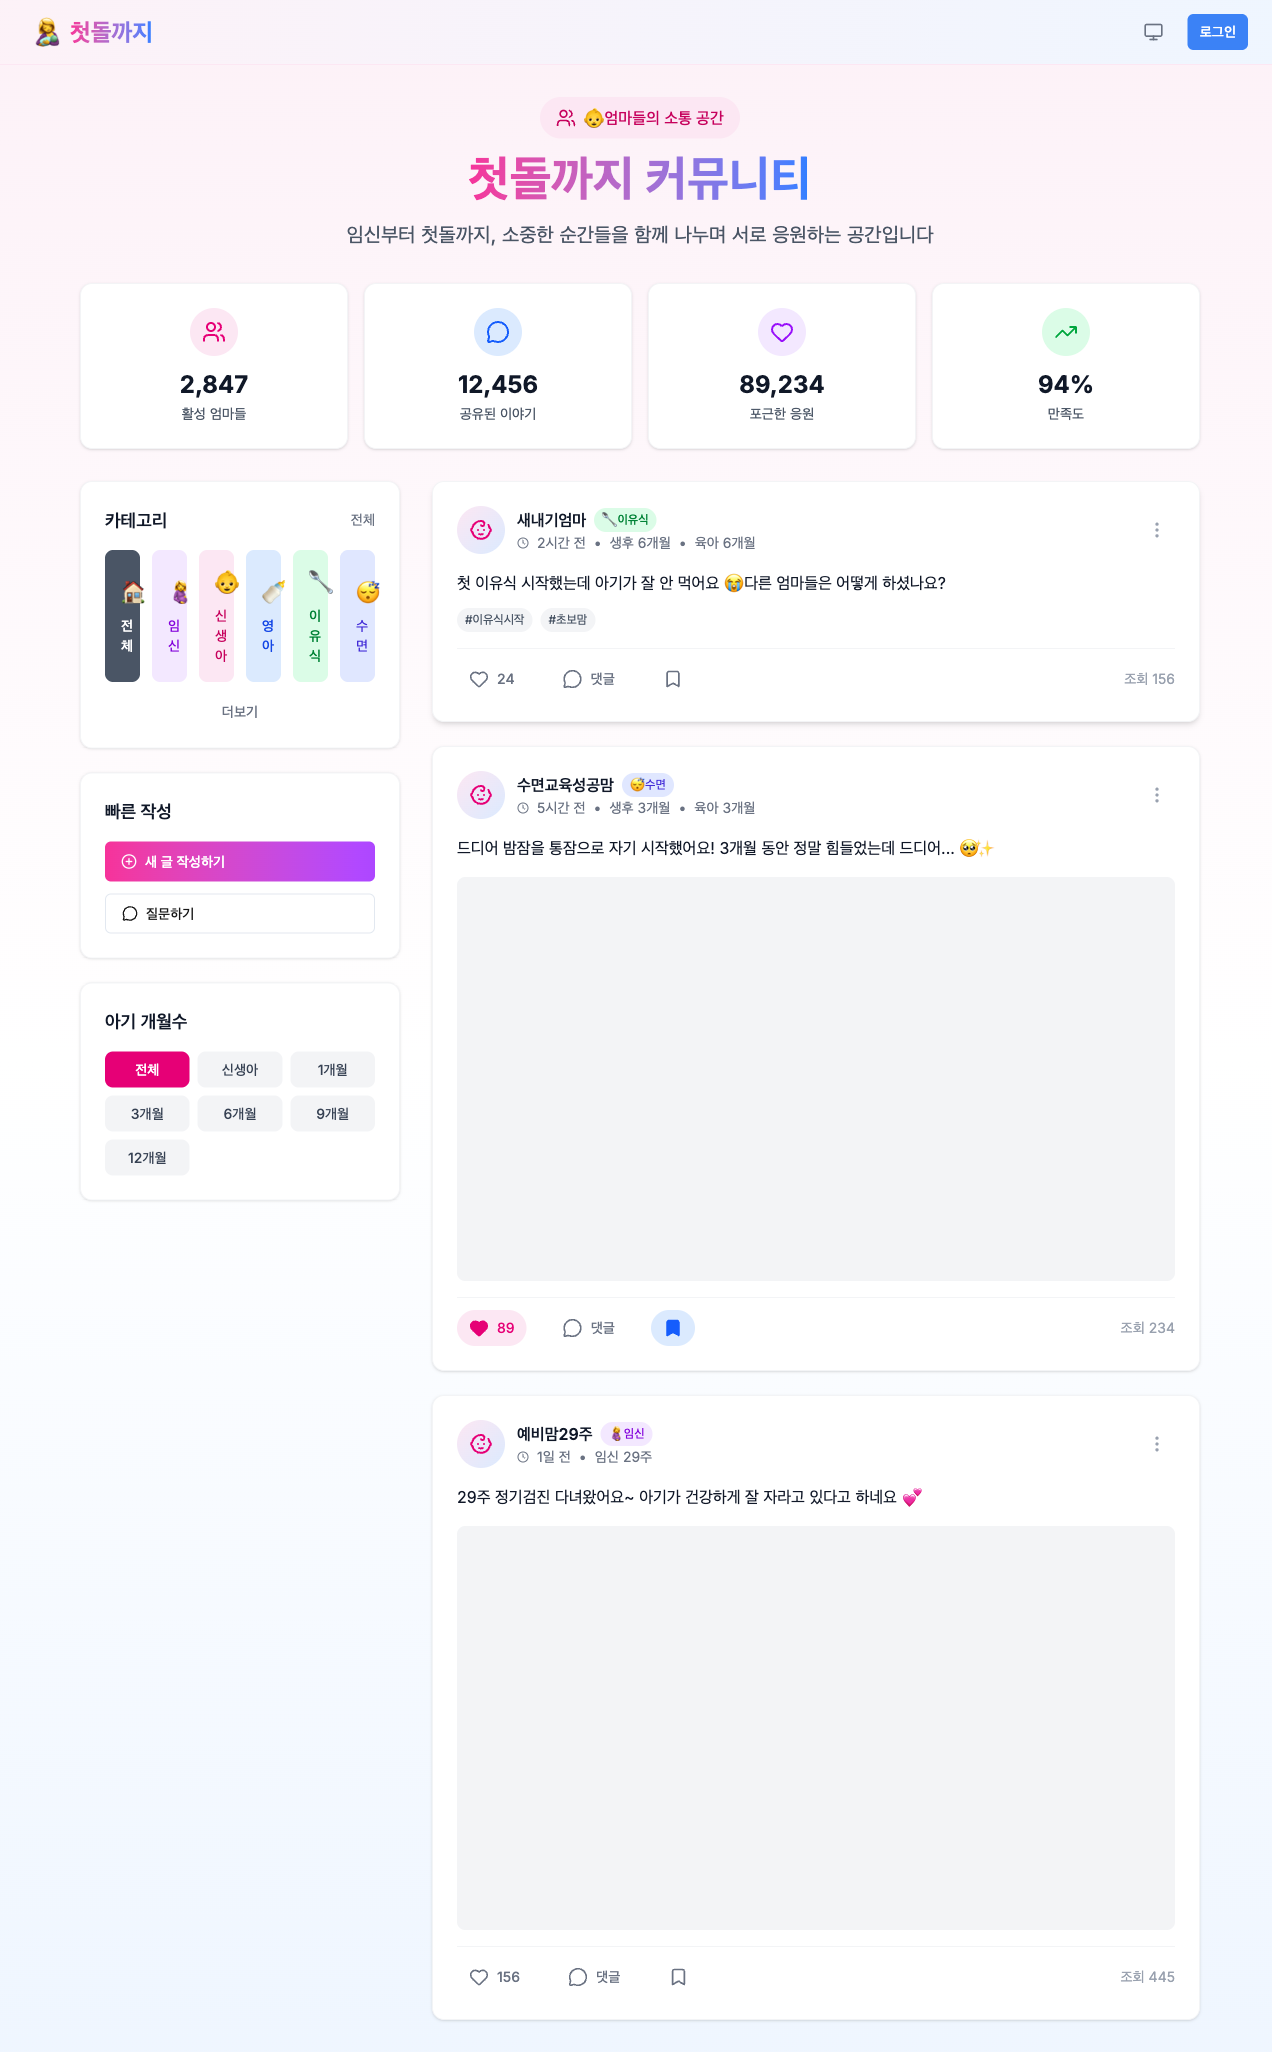 첫돌까지
로그인
👶엄마들의 소통 공간
첫돌까지 커뮤니티
임신부터 첫돌까지, 소중한 순간들을 함께 나누며 서로 응원하는 공간입니다
2,847
활성 엄마들
12,456
공유된 이야기
89,234
포근한 응원
94%
만족도
카테고리
전체
🏠 전체
🤰 임신
👶 신생아
🍼 영아
🥄 이유식
😴 수면
더보기
빠른 작성
새 글 작성하기
질문하기
아기 개월수
전체 신생아 1개월
3개월 6개월 9개월
12개월
새내기엄마 🥄이유식
2시간 전 • 생후 6개월 • 육아 6개월
첫 이유식 시작했는데 아기가 잘 안 먹어요 😭다른 엄마들은 어떻게 하셨나요?
#이유식시작 #초보맘
24 댓글 조회 156
수면교육성공맘 😴수면
5시간 전 • 생후 3개월 • 육아 3개월
드디어 밤잠을 통잠으로 자기 시작했어요! 3개월 동안 정말 힘들었는데 드디어... 🥺✨
89 댓글 조회 234
예비맘29주 🤰임신
1일 전 • 임신 29주
29주 정기검진 다녀왔어요~ 아기가 건강하게 잘 자라고 있다고 하네요 💕
156 댓글 조회 445